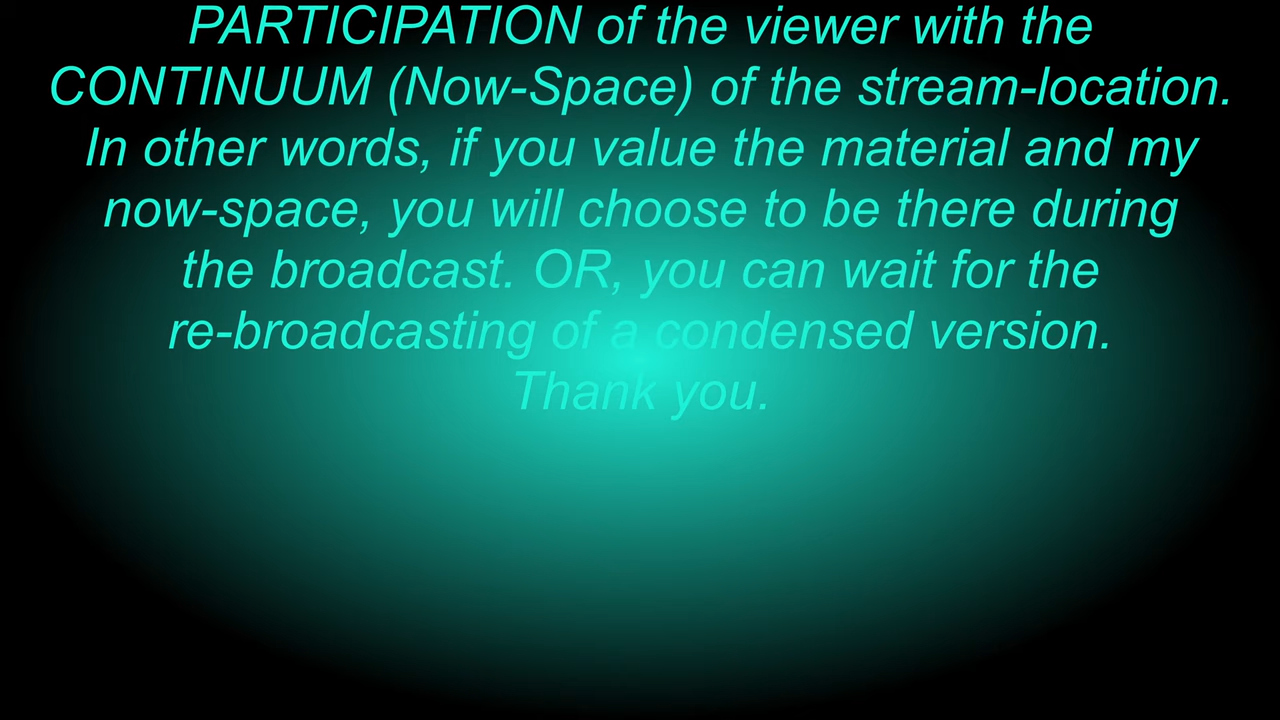 PARTICIPATION of the viewer with the
CONTINUUM (Now-Space) of the stream-location.
In other words, if you value the material and my
now-space, you will choose to be there during
the broadcast. OR, you can wait for the
re-broadcasting of a condensed version.
Thank you.